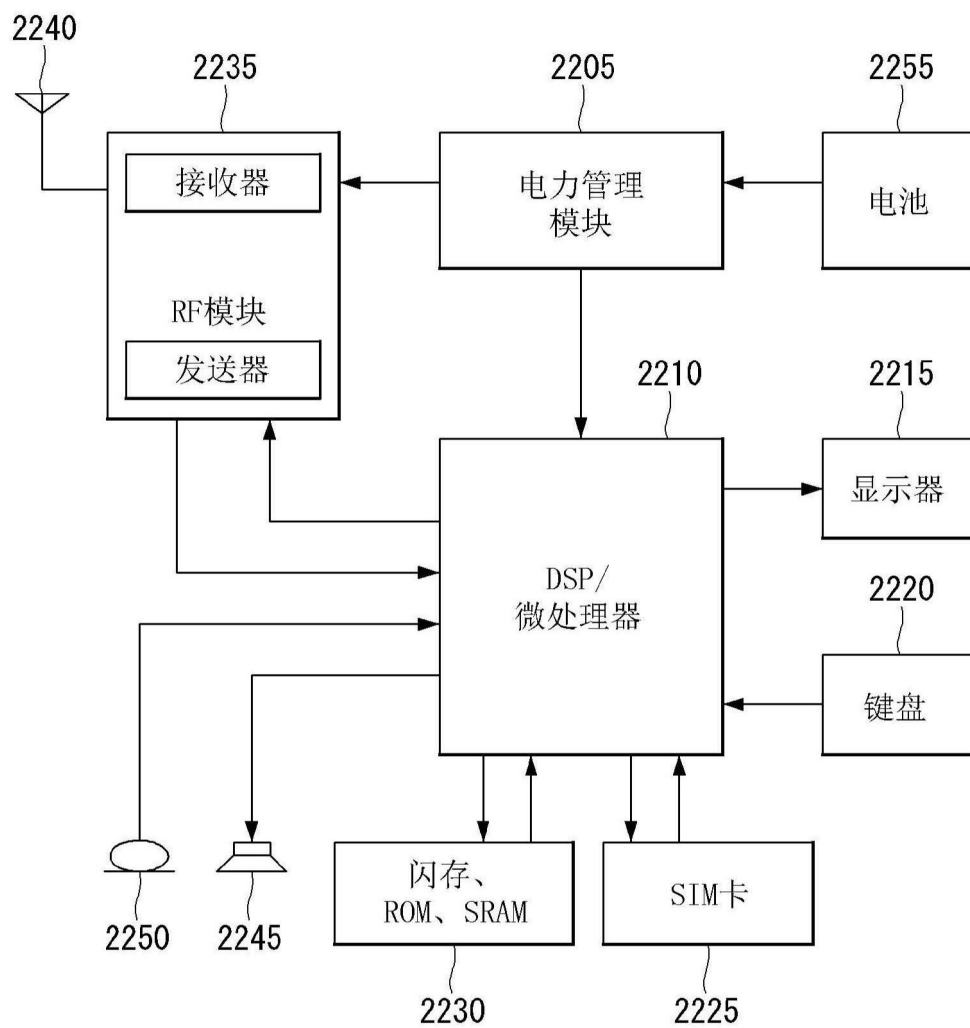 2240
2235
2205
2255
接收器
电力管理
模块
电池
RF模块
发送器
2210
2215
显示器
DSP/
微处理器
2220
键盘
闪存、
ROM、SRAM
SIM卡
2250
2245
2230
2225